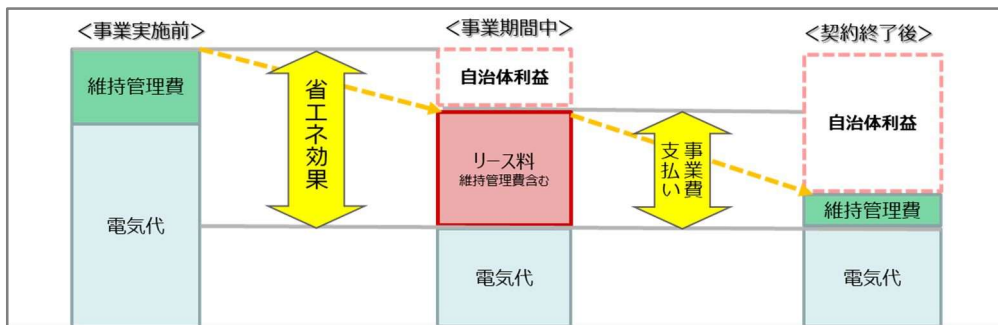 <事業実施前>
維持管理費
電気代
省エネ効果
<事業期間中>
自治体利益
リース料
維持管理費含む
電気代
事業費
支払い
<契約終了後>
自治体利益
維持管理費
電気代